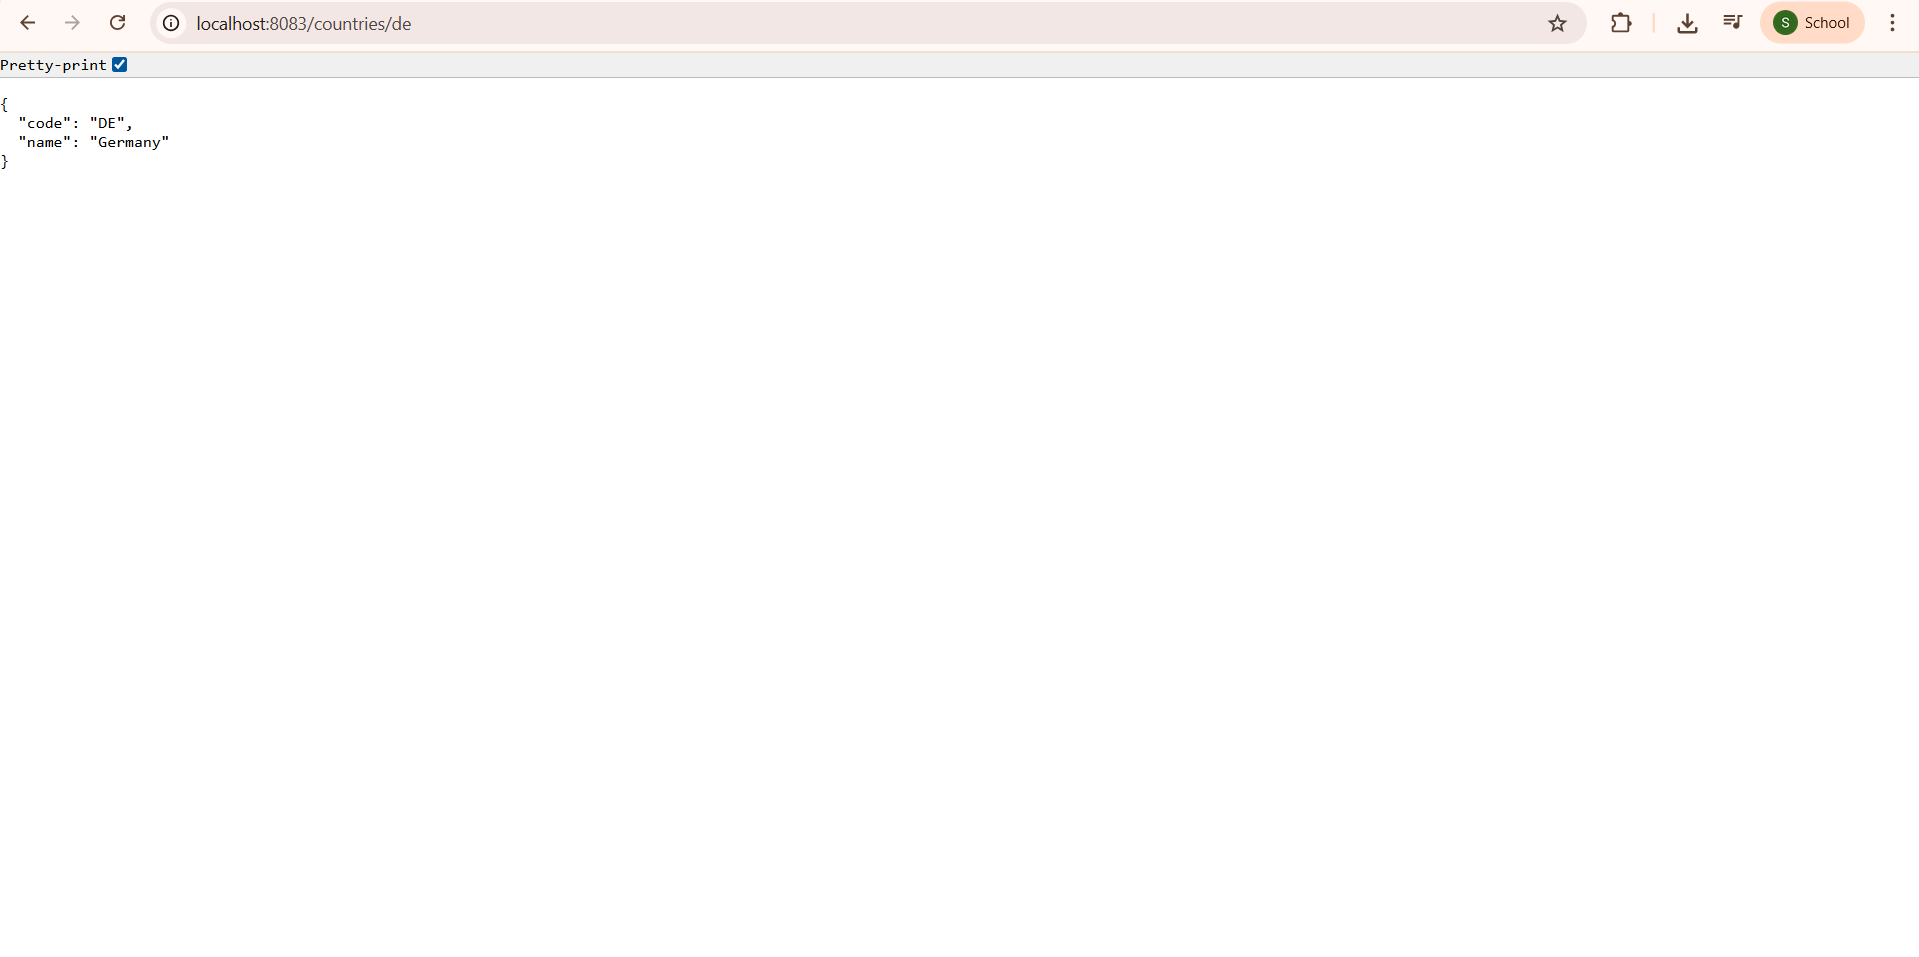 localhost:8083/countries/de
S School
Pretty-print
{
  "code": "DE",
  "name": "Germany"
}